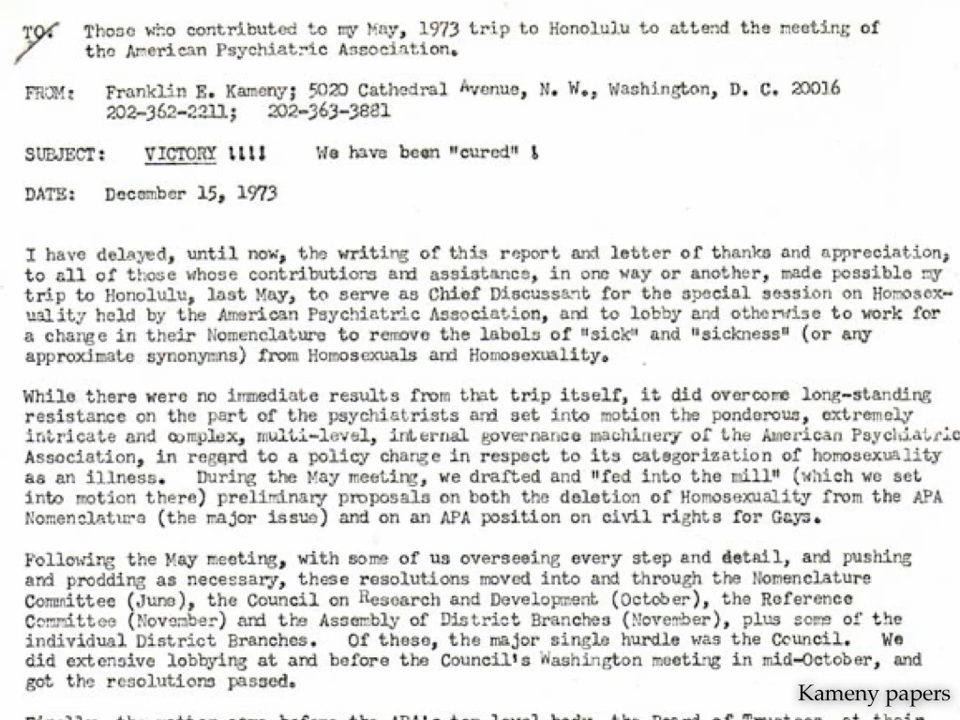 TO: Those who contributed to my May, 1973 trip to Honolulu to attend the meeting of
the American Psychiatric Association.
FROM: Franklin E. Kameny; 5020 Cathedral Avenue, N. W., Washington, D. C. 20016
202-362-2211; 202-363-3881
SUBJECT: VICTORY !!!! We have been "cured" !
DATE: December 15, 1973
I have delayed, until now, the writing of this report and letter of thanks and appreciation,
to all of those whose contributions and assistance, in one way or another, made possible my
trip to Honolulu, last May, to serve as Chief Discussant for the special session on Homosex-
uality held by the American Psychiatric Association, and to lobby and otherwise to work for
a change in their Nomenclature to remove the labels of "sick" and "sickness" (or any
approximate synonymns) from Homosexuals and Homosexuality.
While there were no immediate results from that trip itself, it did overcome long-standing
resistance on the part of the psychiatrists and set into motion the ponderous, extremely
intricate and complex, multi-level, internal governance machinery of the American Psychiatric
Association, in regard to a policy change in respect to its categorization of homosexuality
as an illness. During the May meeting, we drafted and "fed into the mill" (which we set
into motion there) preliminary proposals on both the deletion of Homosexuality from the APA
Nomenclature (the major issue) and on an APA position on civil rights for Gays.
Following the May meeting, with some of us overseeing every step and detail, and pushing
and prodding as necessary, these resolutions moved into and through the Nomenclature
Committee (June), the Council on Research and Development (October), the Reference
Committee (November) and the Assembly of District Branches (November), plus some of the
individual District Branches. Of these, the major single hurdle was the Council. We
did extensive lobbying at and before the Council's Washington meeting in mid-October, and
got the resolutions passed.
Finally, the matter came before the APA's top level body, the Board of Trustees, at their
Kameny papers